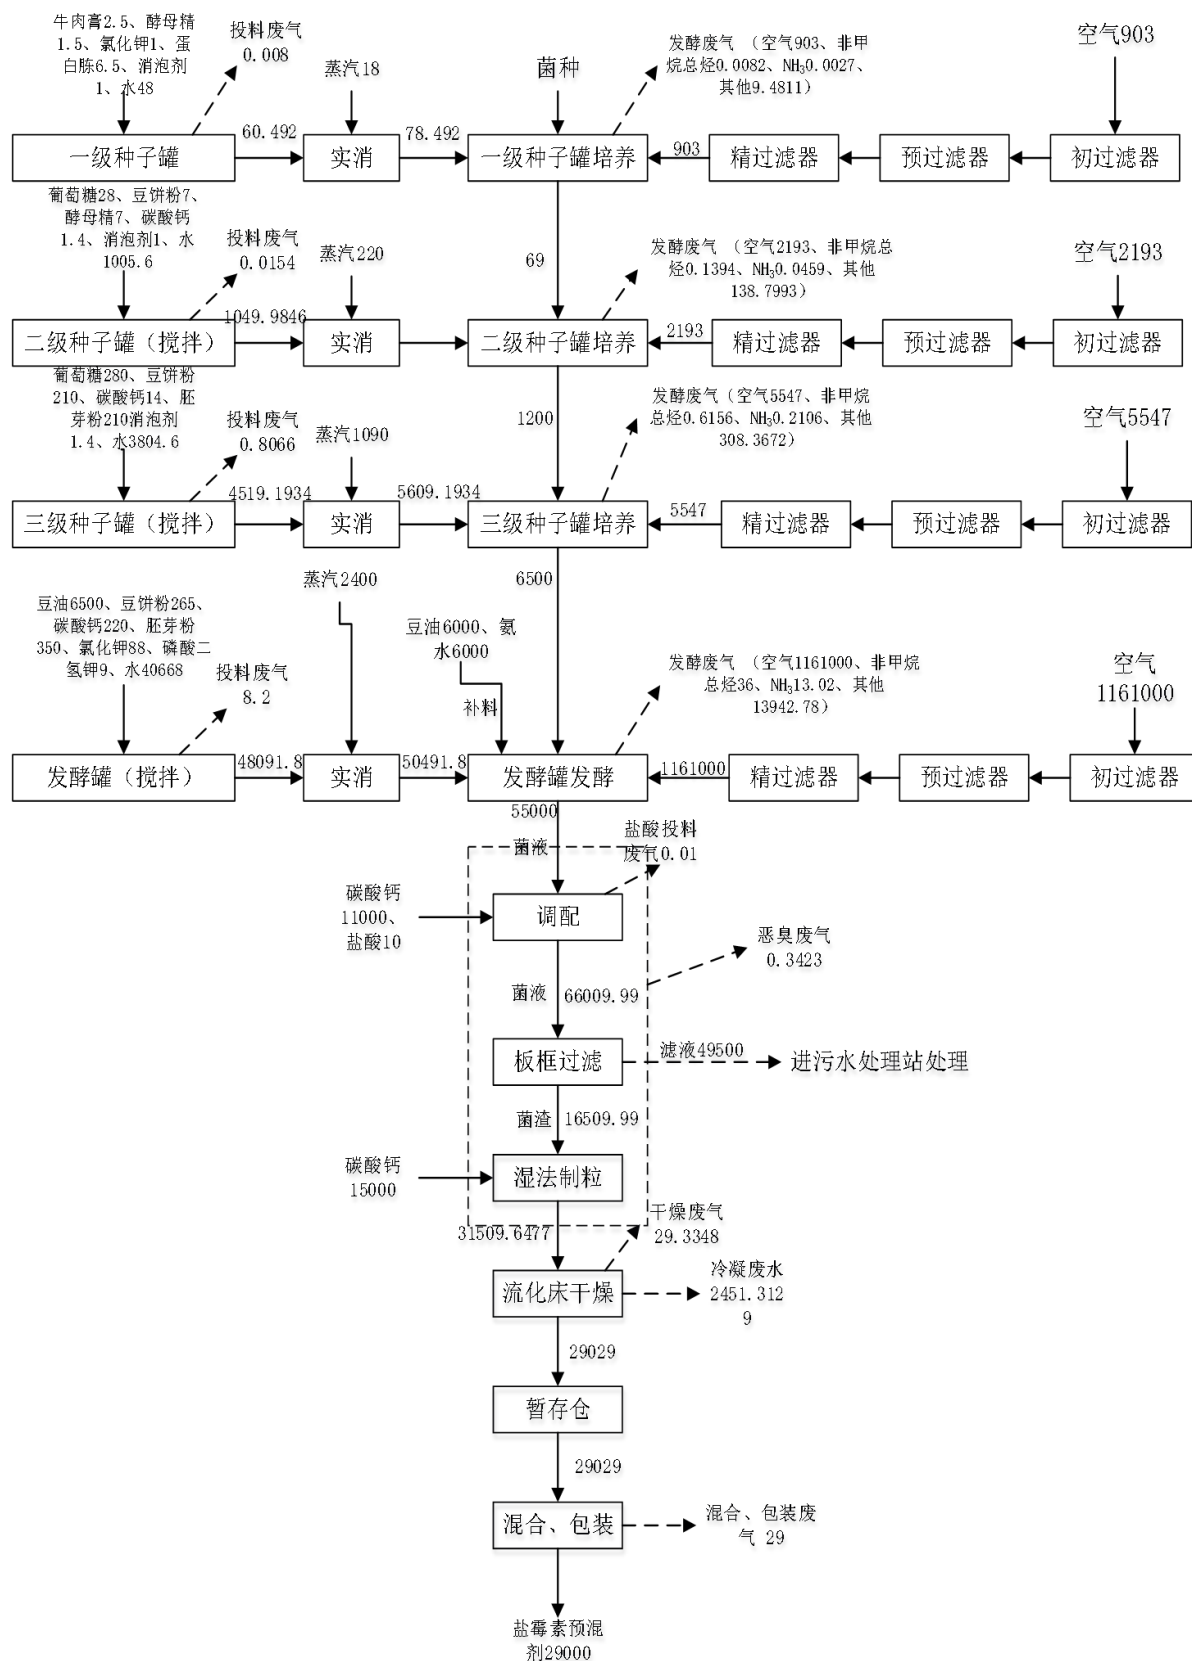 牛肉膏2.5、酵母精
1.5、氯化钾1、蛋
白胨6.5、消泡剂
1、水48
投料废气
0.008
蒸汽18
菌种
发酵废气 （空气903、非甲
烷总烃0.0082、NH₃0.0027、
其他9.4811）
空气903
一级种子罐
60.492
实消
78.492
一级种子罐培养
903
精过滤器
预过滤器
初过滤器
葡萄糖28、豆饼粉7、
酵母精7、碳酸钙
1.4、消泡剂1、水
1005.6
投料废气
0.0154
蒸汽220
69
发酵废气 （空气2193、非甲烷总
烃0.1394、NH₃0.0459、其他
138.7993）
空气2193
二级种子罐（搅拌）
1049.9846
实消
二级种子罐培养
2193
精过滤器
预过滤器
初过滤器
葡萄糖280、豆饼粉
210、碳酸钙14、胚
芽粉210消泡剂
1.4、水3804.6
投料废气
0.8066
蒸汽1090
1200
发酵废气（空气5547、非甲烷
总烃0.6156、NH₃0.2106、其他
308.3672）
空气5547
三级种子罐（搅拌）
4519.1934
实消
5609.1934
三级种子罐培养
5547
精过滤器
预过滤器
初过滤器
豆油6500、豆饼粉265、
碳酸钙220、胚芽粉
350、氯化钾88、磷酸二
氢钾9、水40668
投料废气
8.2
蒸汽2400
6500
豆油6000、氨
水6000
补料
发酵废气 （空气1161000、非甲烷
总烃36、NH₃13.02、其他
13942.78）
空气
1161000
发酵罐（搅拌）
48091.8
实消
50491.8
发酵罐发酵
1161000
精过滤器
预过滤器
初过滤器
55000
菌液
盐酸投料
废气0.01
碳酸钙
11000、
盐酸10
调配
恶臭废气
0.3423
菌液
66009.99
板框过滤
滤液49500
进污水处理站处理
菌渣
16509.99
碳酸钙
15000
湿法制粒
31509.6477
干燥废气
29.3348
流化床干燥
冷凝废水
2451.312
9
29029
暂存仓
29029
混合、包装
混合、包装废
气 29
盐霉素预混
剂29000